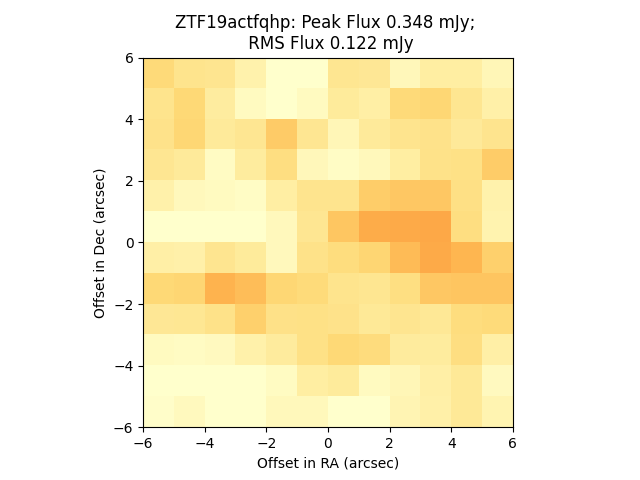 ZTF19actfqhp: Peak Flux 0.348 mJy;
RMS Flux 0.122 mJy
6
4
2
0
−2
−4
−6
Offset in Dec (arcsec)
−6 −4 −2 0 2 4 6
Offset in RA (arcsec)